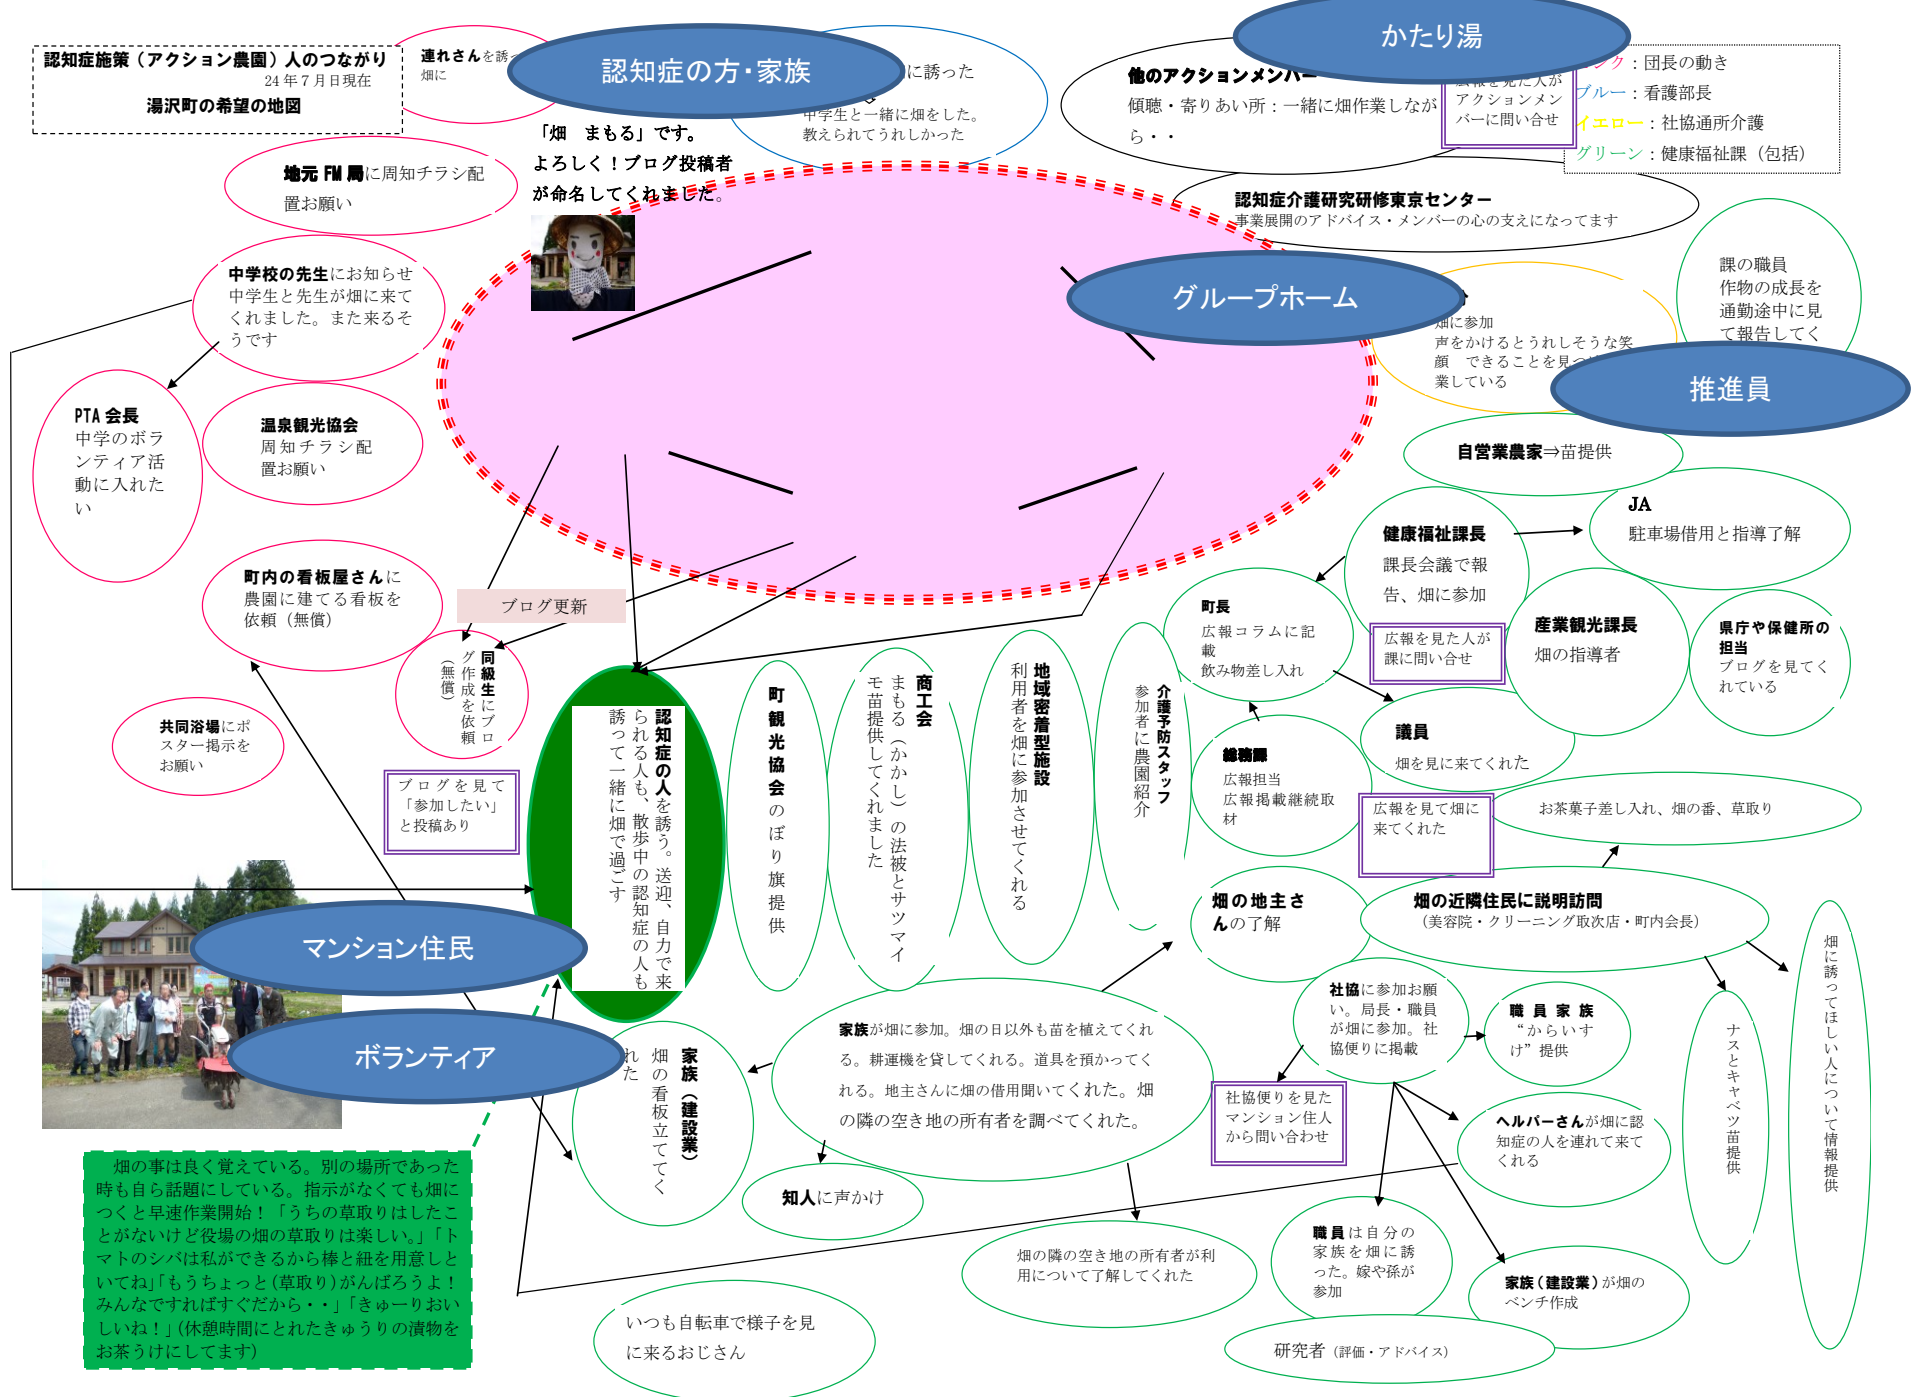 認知症施策（アクション農園）人のつながり
24年7月日現在
湯沢町の希望の地図
連れさんを誘っ
畑に
認知症の方・家族
に誘った
中学生と一緒に畑をした。
教えられてうれしかった
かたり湯
他のアクションメンバー
傾聴・寄りあい所：一緒に畑作業しなが
ら・・
広報を見た人が
アクションメン
バーに問い合せ
ピンク：団長の動き
ブルー：看護部長
イエロー：社協通所介護
グリーン：健康福祉課（包括）
「畑　まもる」です。
よろしく！ブログ投稿者
が命名してくれました。
地元 FM 局に周知チラシ配
置お願い
認知症介護研究研修東京センター
事業展開のアドバイス・メンバーの心の支えになってます
中学校の先生にお知らせ
中学生と先生が畑に来て
くれました。また来るそ
うです
グループホーム
畑に参加
声をかけるとうれしそうな笑
顔　できることを見つ
業している
課の職員
作物の成長を
通勤途中に見
て報告してく
推進員
PTA 会長
中学のボラ
ンティア活
動に入れた
い
温泉観光協会
周知チラシ配
置お願い
自営業農家⇒苗提供
JA
駐車場借用と指導了解
健康福祉課長
課長会議で報
告、畑に参加
町内の看板屋さんに
農園に建てる看板を
依頼（無償）
ブログ更新
町長
広報コラムに記
載
飲み物差し入れ
広報を見た人が
課に問い合せ
産業観光課長
畑の指導者
県庁や保健所の
担当
ブログを見てく
れている
同級生にブロ
グ作成を依頼
（無償）
共同浴場にポ
スター掲示を
お願い
ブログを見て
「参加したい」
と投稿あり
認知症の人を誘う。送迎、自力で来
られる人も、散歩中の認知症の人も
誘って一緒に畑で過ごす
町観光協会のぼり旗提供
商工会
まもる（かかし）の法被とサツマイ
モ苗提供してくれました
地域密着型施設
利用者を畑に参加させてくれる
介護予防スタッフ
参加者に農園紹介
総務課
広報担当
広報掲載継続取
材
議員
畑を見に来てくれた
広報を見て畑に
来てくれた
お茶菓子差し入れ、畑の番、草取り
畑の地主さ
んの了解
畑の近隣住民に説明訪問
（美容院・クリーニング取次店・町内会長）
マンション住民
ボランティア
家族（建設業）
畑の看板立ててく
れた
家族が畑に参加。畑の日以外も苗を植えてくれ
る。耕運機を貸してくれる。道具を預かってく
れる。地主さんに畑の借用聞いてくれた。畑
の隣の空き地の所有者を調べてくれた。
社協に参加お願
い。局長・職員
が畑に参加。社
協便りに掲載
職員家族
“からいす
け”提供
社協便りを見た
マンション住人
から問い合わせ
ヘルパーさんが畑に認
知症の人を連れて来て
くれる
ナスとキャベツ苗提供
畑に誘ってほしい人について情報提供
知人に声かけ
畑の事は良く覚えている。別の場所であった
時も自ら話題にしている。指示がなくても畑に
つくと早速作業開始！「うちの草取りはしたこ
とがないけど役場の畑の草取りは楽しい。」「ト
マトのシバは私ができるから棒と紐を用意しと
いてね」「もうちょっと(草取り)がんばろうよ！
みんなですればすぐだから・・」「きゅーりおい
しいね！」(休憩時間にとれたきゅうりの漬物を
お茶うけにしてます)
畑の隣の空き地の所有者が利
用について了解してくれた
職員は自分の
家族を畑に誘
った。嫁や孫が
参加
家族(建設業)が畑の
ベンチ作成
いつも自転車で様子を見
に来るおじさん
研究者（評価・アドバイス）